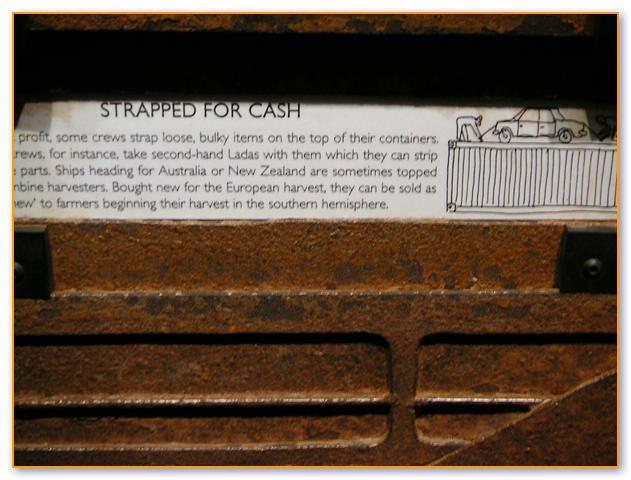 STRAPPED FOR CASH
profit, some crews strap loose, bulky items on the top of their containers.
rews, for instance, take second-hand Ladas with them which they can strip
parts. Ships heading for Australia or New Zealand are sometimes topped
nbine harvesters. Bought new for the European harvest, they can be sold as
ew' to farmers beginning their harvest in the southern hemisphere.